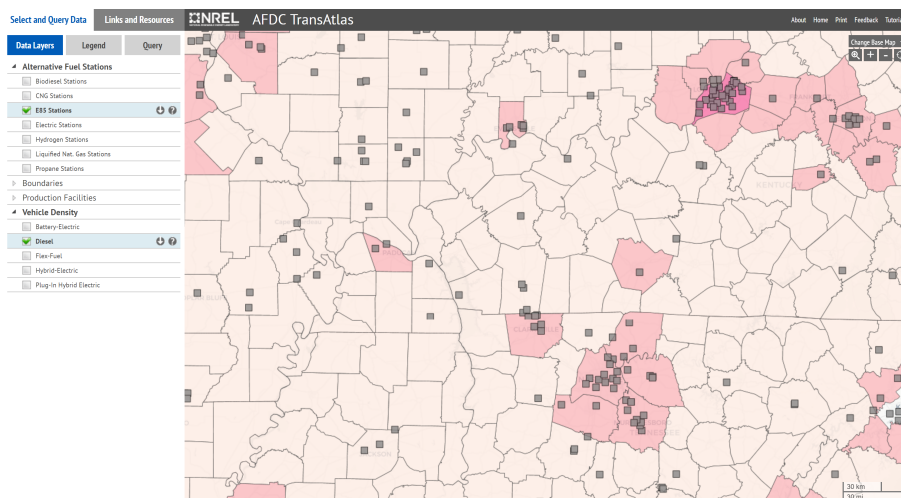 Select and Query Data
Links and Resources
NREL
AFDC TransAtlas
About Home Print Feedback Tutoria
Data Layers
Legend
Query
Change Base Map
Alternative Fuel Stations
Biodiesel Stations
CNG Stations
E85 Stations
Electric Stations
Hydrogen Stations
Liquified Nat. Gas Stations
Propane Stations
Boundaries
Production Facilities
Vehicle Density
Battery-Electric
Diesel
Flex-Fuel
Hybrid-Electric
Plug-In Hybrid Electric
KENTUCKY
30 km
30 mi